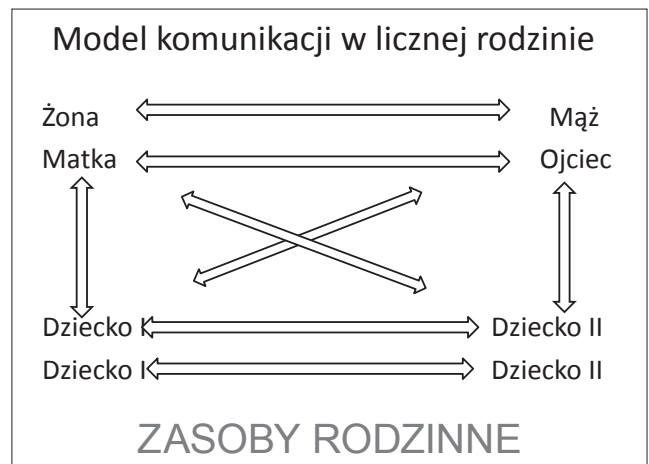 Model komunikacji w licznej rodzinie
Żona Mąż
Matka Ojciec
Dziecko I Dziecko II
Dziecko I Dziecko II
ZASOBY RODZINNE